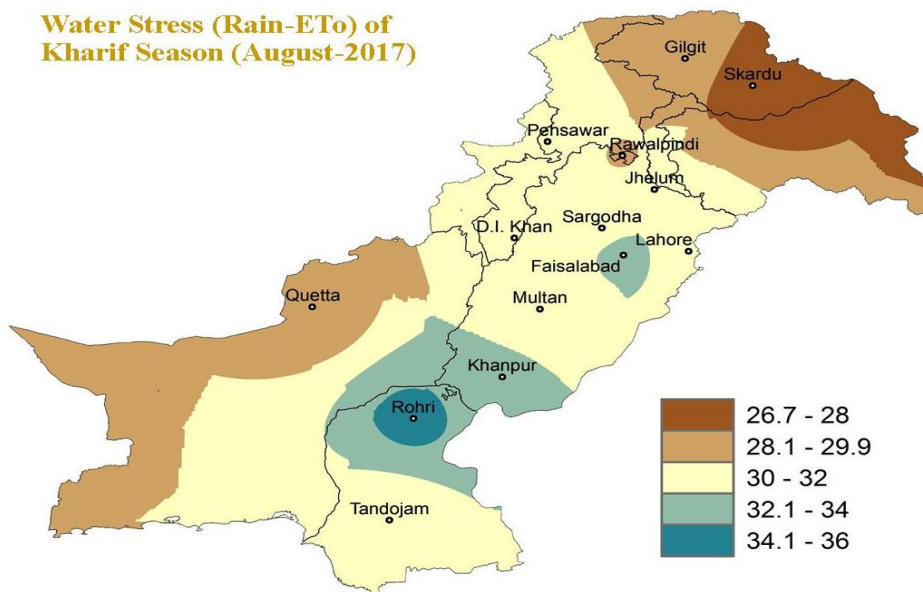 Water Stress (Rain-ETo) of
Kharif Season (August-2017)
Gilgit
Skardu
Pehsawar
Rawalpindi
Jhelum
Sargodha
D.I. Khan
Lahore
Faisalabad
Quetta
Multan
Khanpur
Rohri
Tandojam
26.7 - 28
28.1 - 29.9
30 - 32
32.1 - 34
34.1 - 36